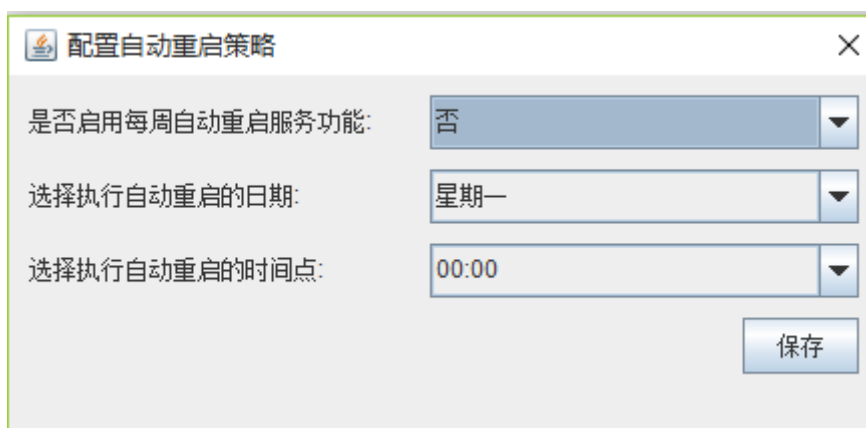 配置自动重启策略
是否启用每周自动重启服务功能: 否
选择执行自动重启的日期: 星期一
选择执行自动重启的时间点: 00:00
保存